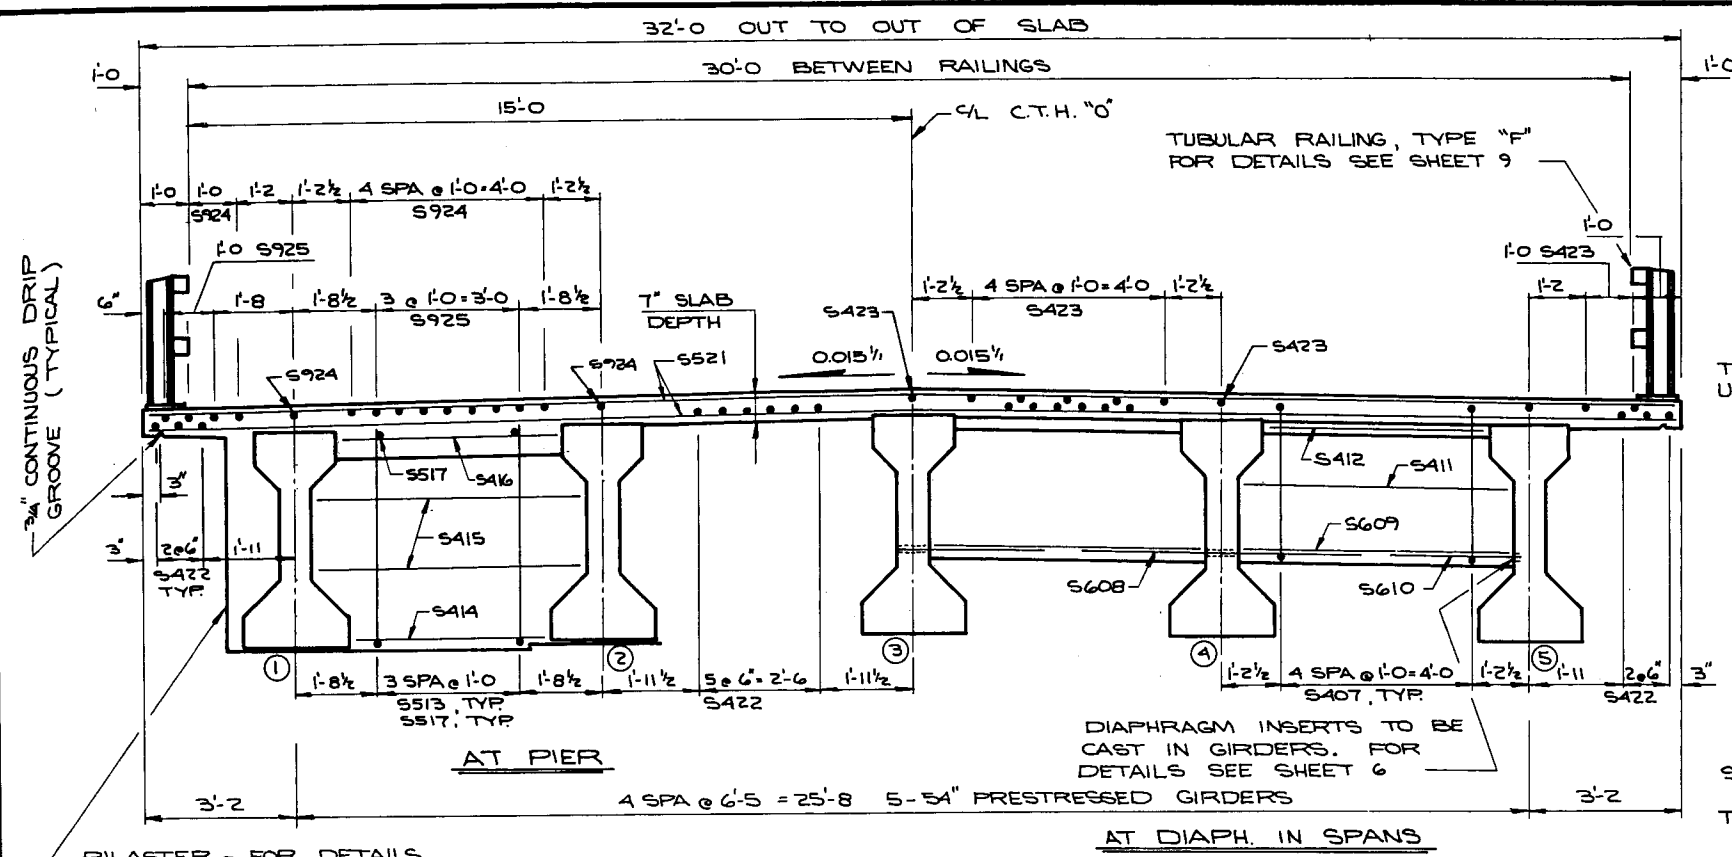 32'-0 OUT TO OUT OF SLAB
1'-0
30'-0 BETWEEN RAILINGS
15'-0
C/L C.T.H. "O"
TUBULAR RAILING, TYPE "F"
FOR DETAILS SEE SHEET 9
1'-0 1'-0 1'-2 1'-2½ 4 SPA @ 1'-0=4'-0 1'-2½
S924 S924
1'-0 S925
1'-0
1'-0 S423
6" 1'-8 1'-8½ 3 @ 1'-0=3'-0 1'-8½
S925
7" SLAB
DEPTH
S423
1'-2½ 4 SPA @ 1'-0=4'-0 1'-2½
S423
1'-2
¾" CONTINUOUS DRIP
GROOVE (TYPICAL)
S924
S924
S521
0.015'/1
0.015'/1
S423
S517
S416
S412
S411
3"
S415
S609
3" 2@6" 1'-11
S422
TYP.
S608
S610
S414
1 2 3 4 5
1'-8½ 3 SPA @ 1'-0 1'-8½ 1'-11½ 5 @ 6"=2'-6 1'-11½
S513, TYP.
S517, TYP.
S422
1'-2½ 4 SPA @ 1'-0=4'-0 1'-2½ 1'-11 2@6" 3"
S407, TYP. S422
AT PIER
DIAPHRAGM INSERTS TO BE
CAST IN GIRDERS. FOR
DETAILS SEE SHEET 6
3'-2 4 SPA @ 6'-5 = 25'-8 5-54" PRESTRESSED GIRDERS 3'-2
AT DIAPH. IN SPANS
PILASTER - FOR DETAILS